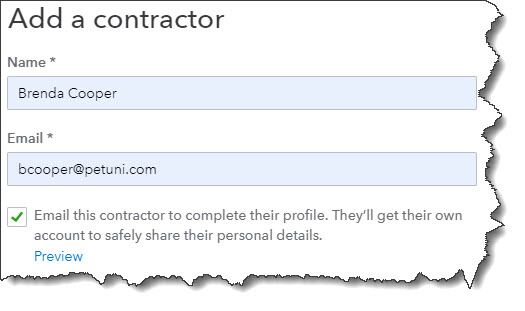 Add a contractor
Name *
Brenda Cooper
Email *
bcooper@petuni.com
Email this contractor to complete their profile. They'll get their own
account to safely share their personal details.
Preview